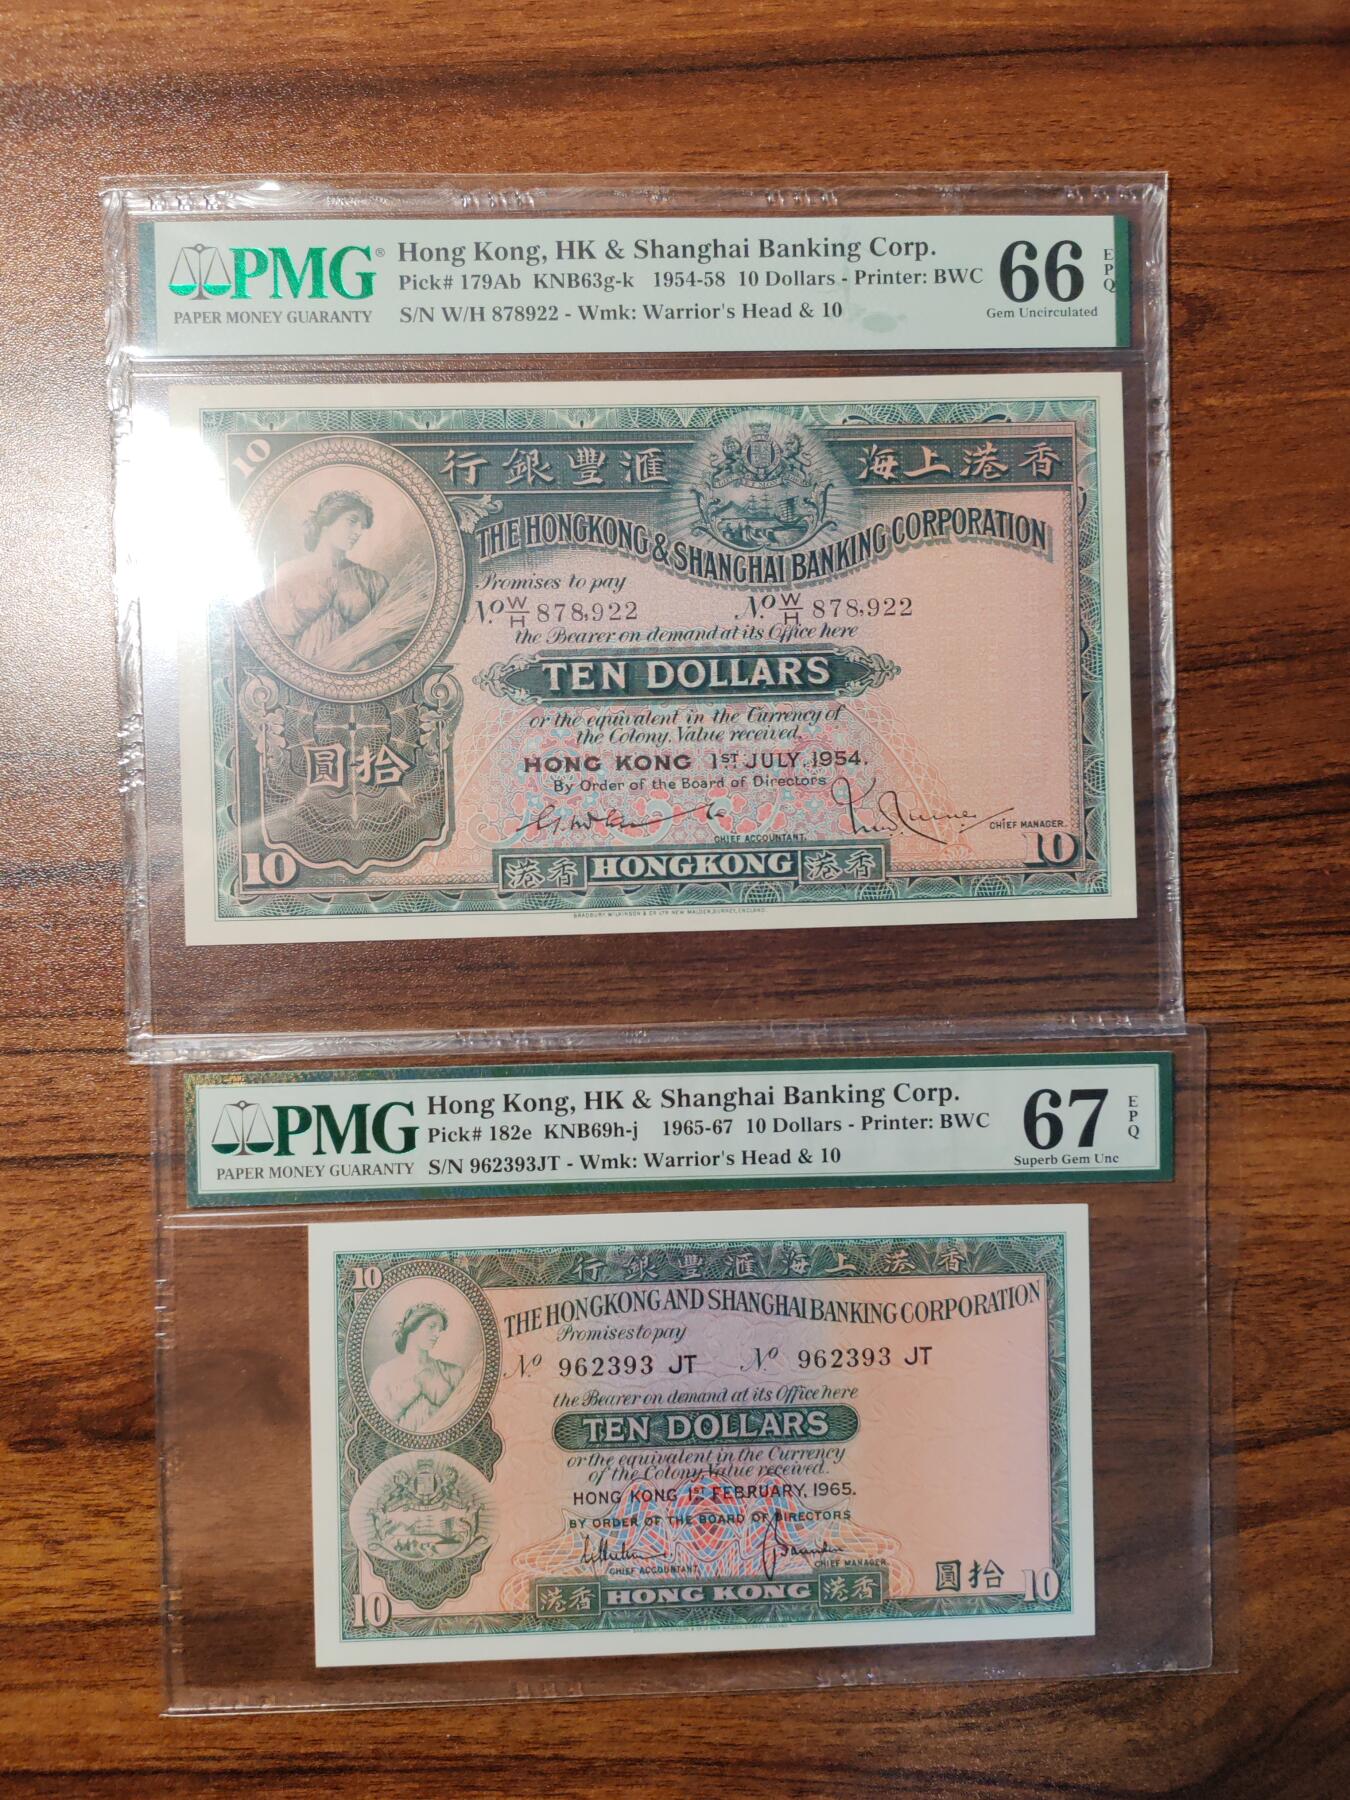 PMG®
PAPER MONEY GUARANTY
Hong Kong, HK & Shanghai Banking Corp.
Pick# 179Ab KNB63g-k 1954-58 10 Dollars - Printer: BWC
S/N W/H 878922 - Wmk: Warrior's Head & 10
66
EPQ
Gem Uncirculated
10
行銀豐滙 海上港香
THE HONGKONG & SHANGHAI BANKING CORPORATION
Promises to pay
No. W/H 878,922 No. W/H 878,922
the Bearer on demand at its Office here
TEN DOLLARS
or the equivalent in the Currency of
the Colony, Value received.
圓拾
HONG KONG 1ST JULY, 1954.
By Order of the Board of Directors
CHIEF ACCOUNTANT. CHIEF MANAGER.
10 港香 HONGKONG 港香 10
BRADBURY, WILKINSON & CO LTD NEW MALDEN, SURREY, ENGLAND.
PMG
PAPER MONEY GUARANTY
Hong Kong, HK & Shanghai Banking Corp.
Pick# 182e KNB69h-j 1965-67 10 Dollars - Printer: BWC
S/N 962393JT - Wmk: Warrior's Head & 10
67
EPQ
Superb Gem Unc
10
行銀豐滙海上港香
THE HONGKONG AND SHANGHAI BANKING CORPORATION
Promises to pay
No. 962393 JT No. 962393 JT
the Bearer on demand at its Office here
TEN DOLLARS
or the equivalent in the Currency
of the Colony, Value received.
HONG KONG 1ST FEBRUARY, 1965.
BY ORDER OF THE BOARD OF DIRECTORS
CHIEF ACCOUNTANT CHIEF MANAGER
圓拾
10 港香 HONG KONG 港香 10